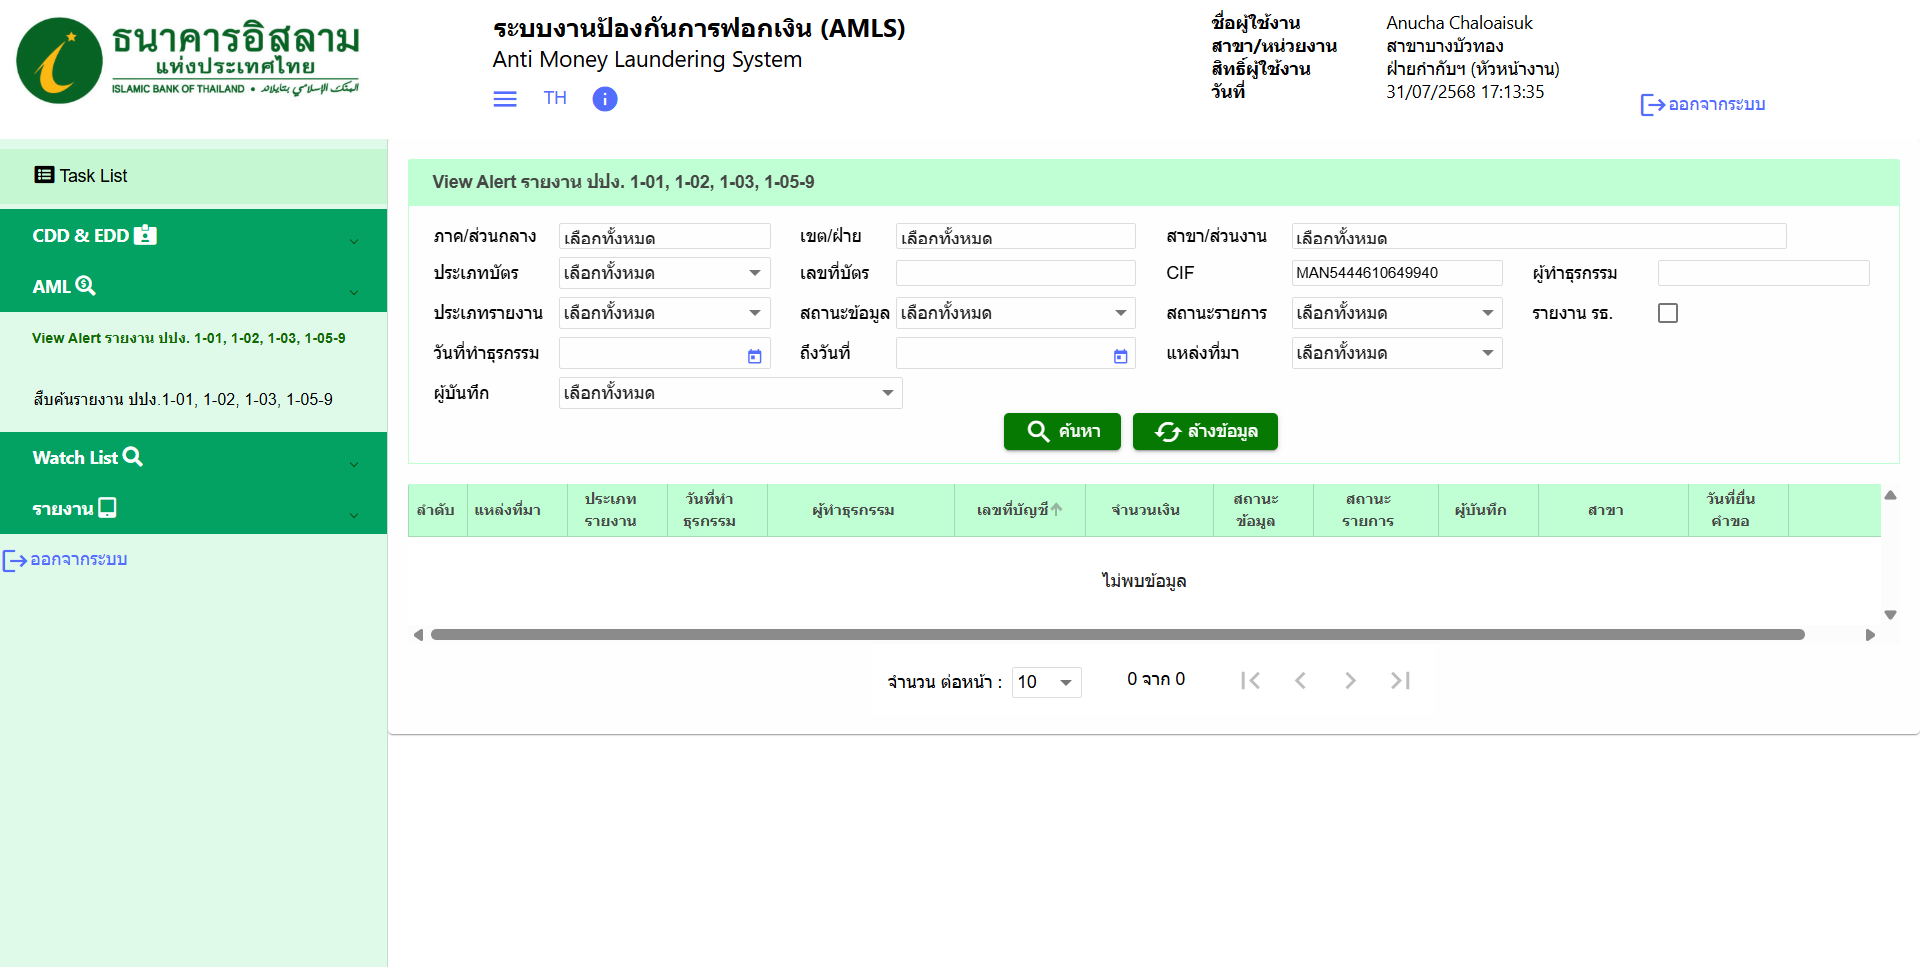 ธนาคารอิสลาม
แห่งประเทศไทย
ISLAMIC BANK OF THAILAND •
ระบบงานป้องกันการฟอกเงิน (AMLS)
Anti Money Laundering System
TH
ชื่อผู้ใช้งาน Anucha Chaloaisuk
สาขา/หน่วยงาน สาขาบางบัวทอง
สิทธิ์ผู้ใช้งาน ฝ่ายกำกับฯ (หัวหน้างาน)
วันที่ 31/07/2568 17:13:35
ออกจากระบบ
Task List
CDD & EDD
AML
View Alert รายงาน ปปง. 1-01, 1-02, 1-03, 1-05-9
สืบค้นรายงาน ปปง.1-01, 1-02, 1-03, 1-05-9
Watch List
รายงาน
ออกจากระบบ
View Alert รายงาน ปปง. 1-01, 1-02, 1-03, 1-05-9
ภาค/ส่วนกลาง เลือกทั้งหมด เขต/ฝ่าย เลือกทั้งหมด สาขา/ส่วนงาน เลือกทั้งหมด
ประเภทบัตร เลือกทั้งหมด เลขที่บัตร CIF MAN5444610649940 ผู้ทำธุรกรรม
ประเภทรายงาน เลือกทั้งหมด สถานะข้อมูล เลือกทั้งหมด สถานะรายการ เลือกทั้งหมด รายงาน รธ.
วันที่ทำธุรกรรม ถึงวันที่ แหล่งที่มา เลือกทั้งหมด
ผู้บันทึก เลือกทั้งหมด
ค้นหา ล้างข้อมูล
ลำดับ แหล่งที่มา ประเภทรายงาน วันที่ทำธุรกรรม ผู้ทำธุรกรรม เลขที่บัญชี จำนวนเงิน สถานะข้อมูล สถานะรายการ ผู้บันทึก สาขา วันที่ยื่นคำขอ
ไม่พบข้อมูล
จำนวน ต่อหน้า : 10 0 จาก 0